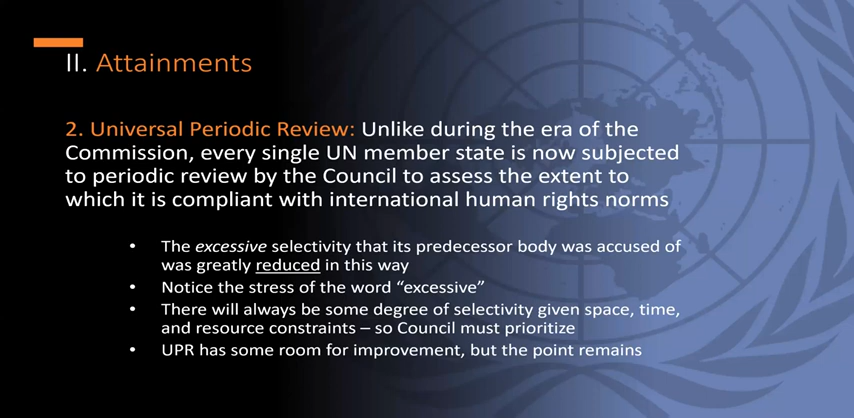 II. Attainments
2. Universal Periodic Review: Unlike during the era of the
Commission, every single UN member state is now subjected
to periodic review by the Council to assess the extent to
which it is compliant with international human rights norms
• The excessive selectivity that its predecessor body was accused of
was greatly reduced in this way
• Notice the stress of the word “excessive”
• There will always be some degree of selectivity given space, time,
and resource constraints – so Council must prioritize
• UPR has some room for improvement, but the point remains